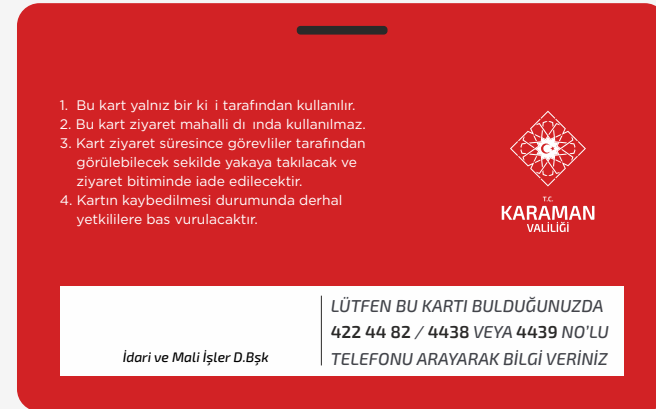 1. Bu kart yalnız bir ki i tarafından kullanılır.
2. Bu kart ziyaret mahalli dı ında kullanılmaz.
3. Kart ziyaret süresince görevliler tarafından
görülebilecek sekilde yakaya takılacak ve
ziyaret bitiminde iade edilecektir.
4. Kartın kaybedilmesi durumunda derhal
yetkililere bas vurulacaktır.
T.C.
KARAMAN
VALİLİĞİ
İdari ve Mali İşler D.Bşk
LÜTFEN BU KARTI BULDUĞUNUZDA
422 44 82 / 4438 VEYA 4439 NO'LU
TELEFONU ARAYARAK BİLGİ VERİNİZ